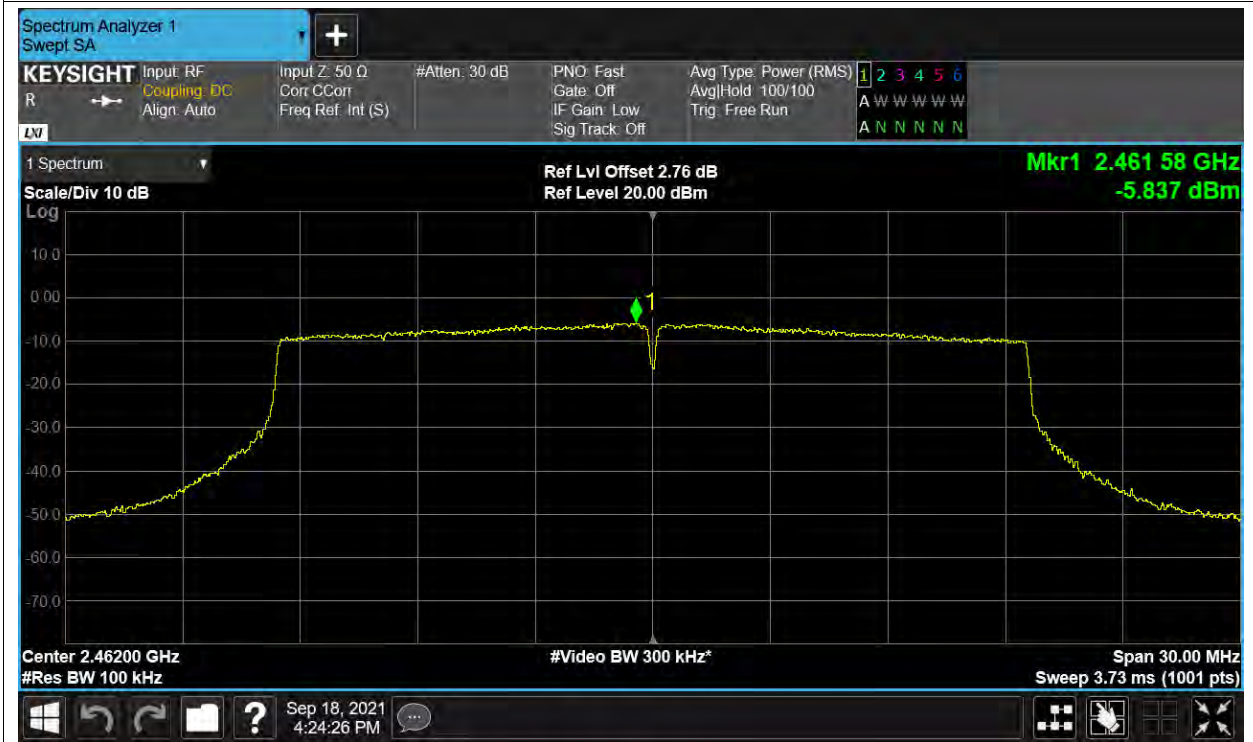 Spectrum Analyzer 1
Swept SA
+
KEYSIGHT Input: RF Input Z: 50 Ω #Atten: 30 dB PNO: Fast Avg Type: Power (RMS) 1 2 3 4 5 6
R Coupling: DC Corr CCorr Gate: Off Avg|Hold: 100/100 A W W W W W
Align: Auto Freq Ref: Int (S) IF Gain: Low Trig: Free Run
LXI Sig Track: Off A N N N N N
1 Spectrum
Ref Lvl Offset 2.76 dB Mkr1 2.461 58 GHz
Scale/Div 10 dB Ref Level 20.00 dBm -5.837 dBm
Log
10.0
0.00
1
-10.0
-20.0
-30.0
-40.0
-50.0
-60.0
-70.0
Center 2.46200 GHz #Video BW 300 kHz* Span 30.00 MHz
#Res BW 100 kHz Sweep 3.73 ms (1001 pts)
? Sep 18, 2021
4:24:26 PM